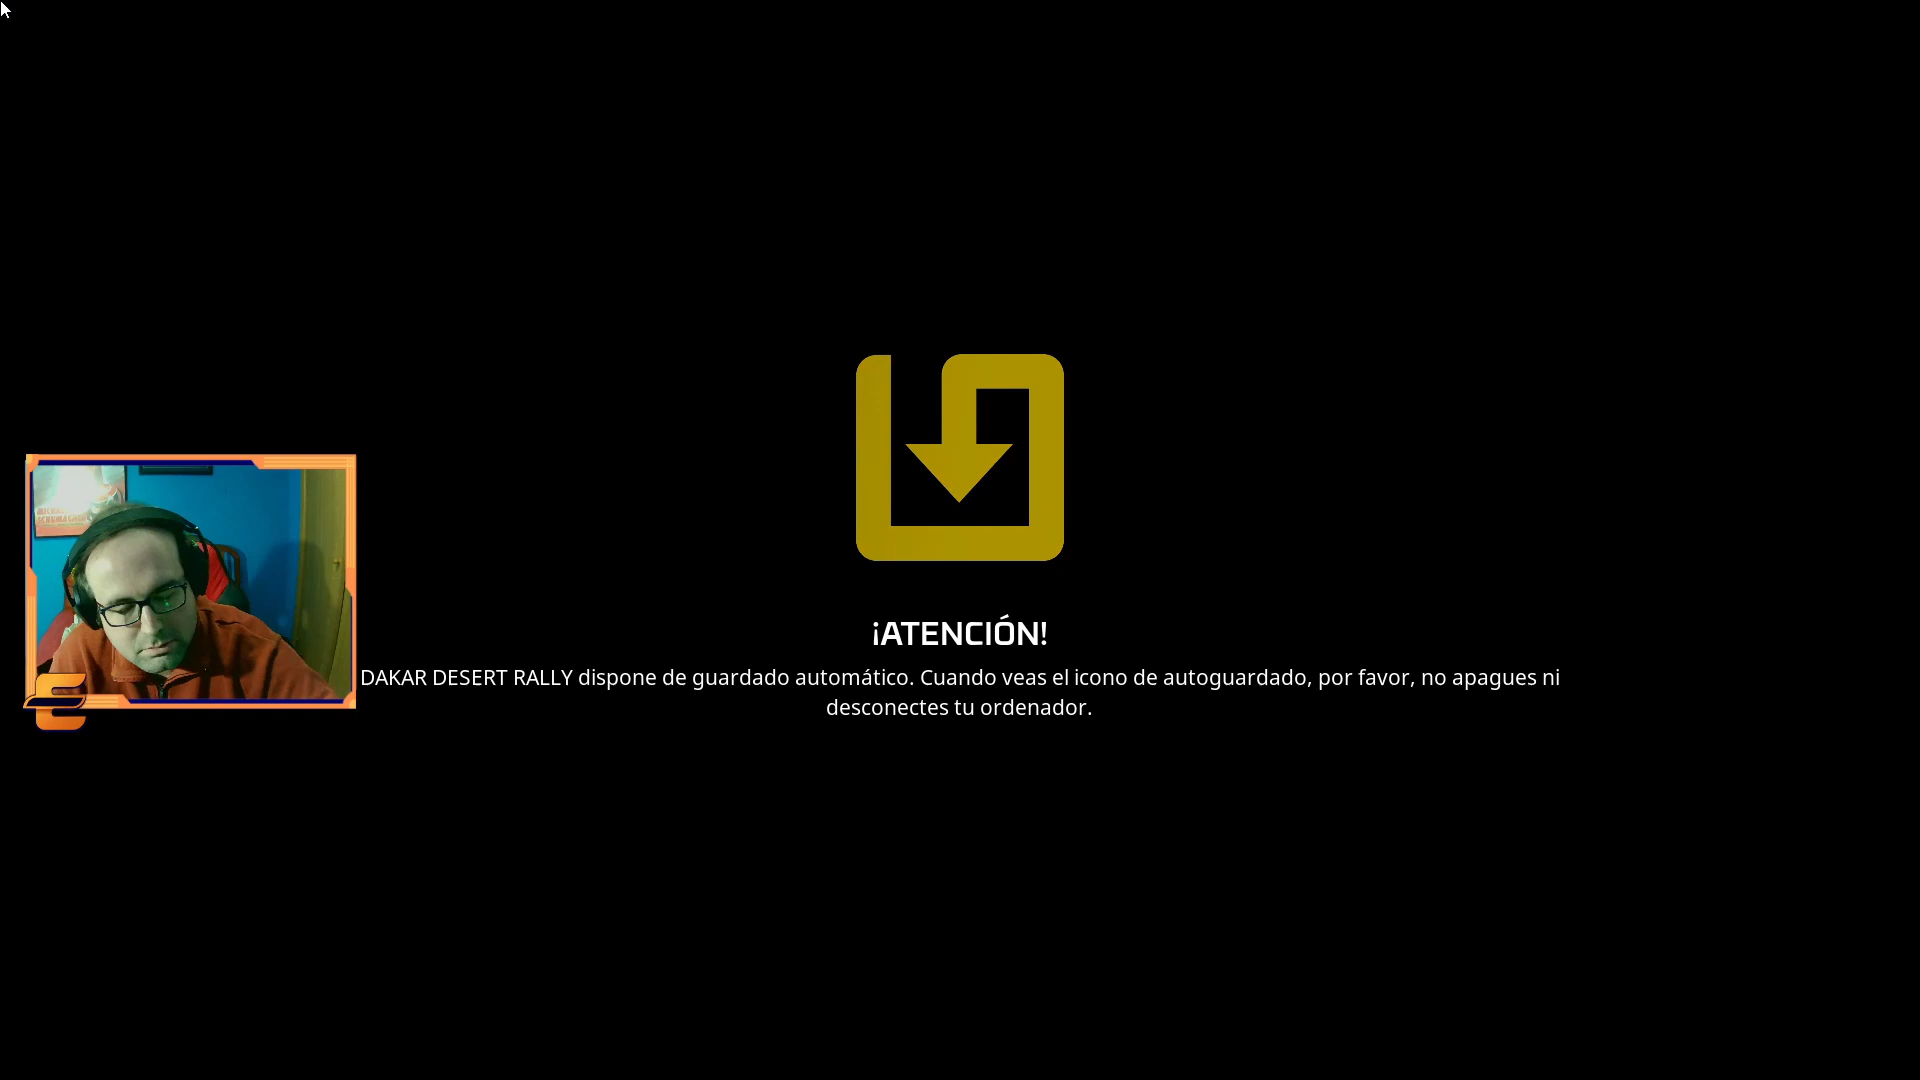 ¡ATENCIÓN!
DAKAR DESERT RALLY dispone de guardado automático. Cuando veas el icono de autoguardado, por favor, no apagues ni
desconectes tu ordenador.